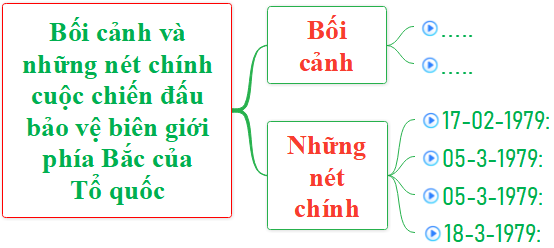 Bối cảnh và
những nét chính
cuộc chiến đấu
bảo vệ biên giới
phía Bắc của
Tổ quốc
Bối
cảnh
.....
.....
Những
nét
chính
17-02-1979:
05-3-1979:
05-3-1979:
18-3-1979: